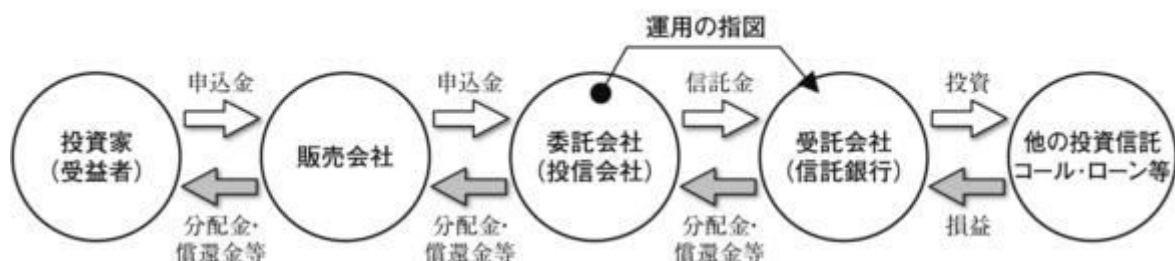 運用の指図
申込金
申込金
信託金
投資
投資家
(受益者)
販売会社
委託会社
(投信会社)
受託会社
(信託銀行)
他の投資信託
コール・ローン等
分配金・
償還金等
分配金・
償還金等
分配金・
償還金等
損益